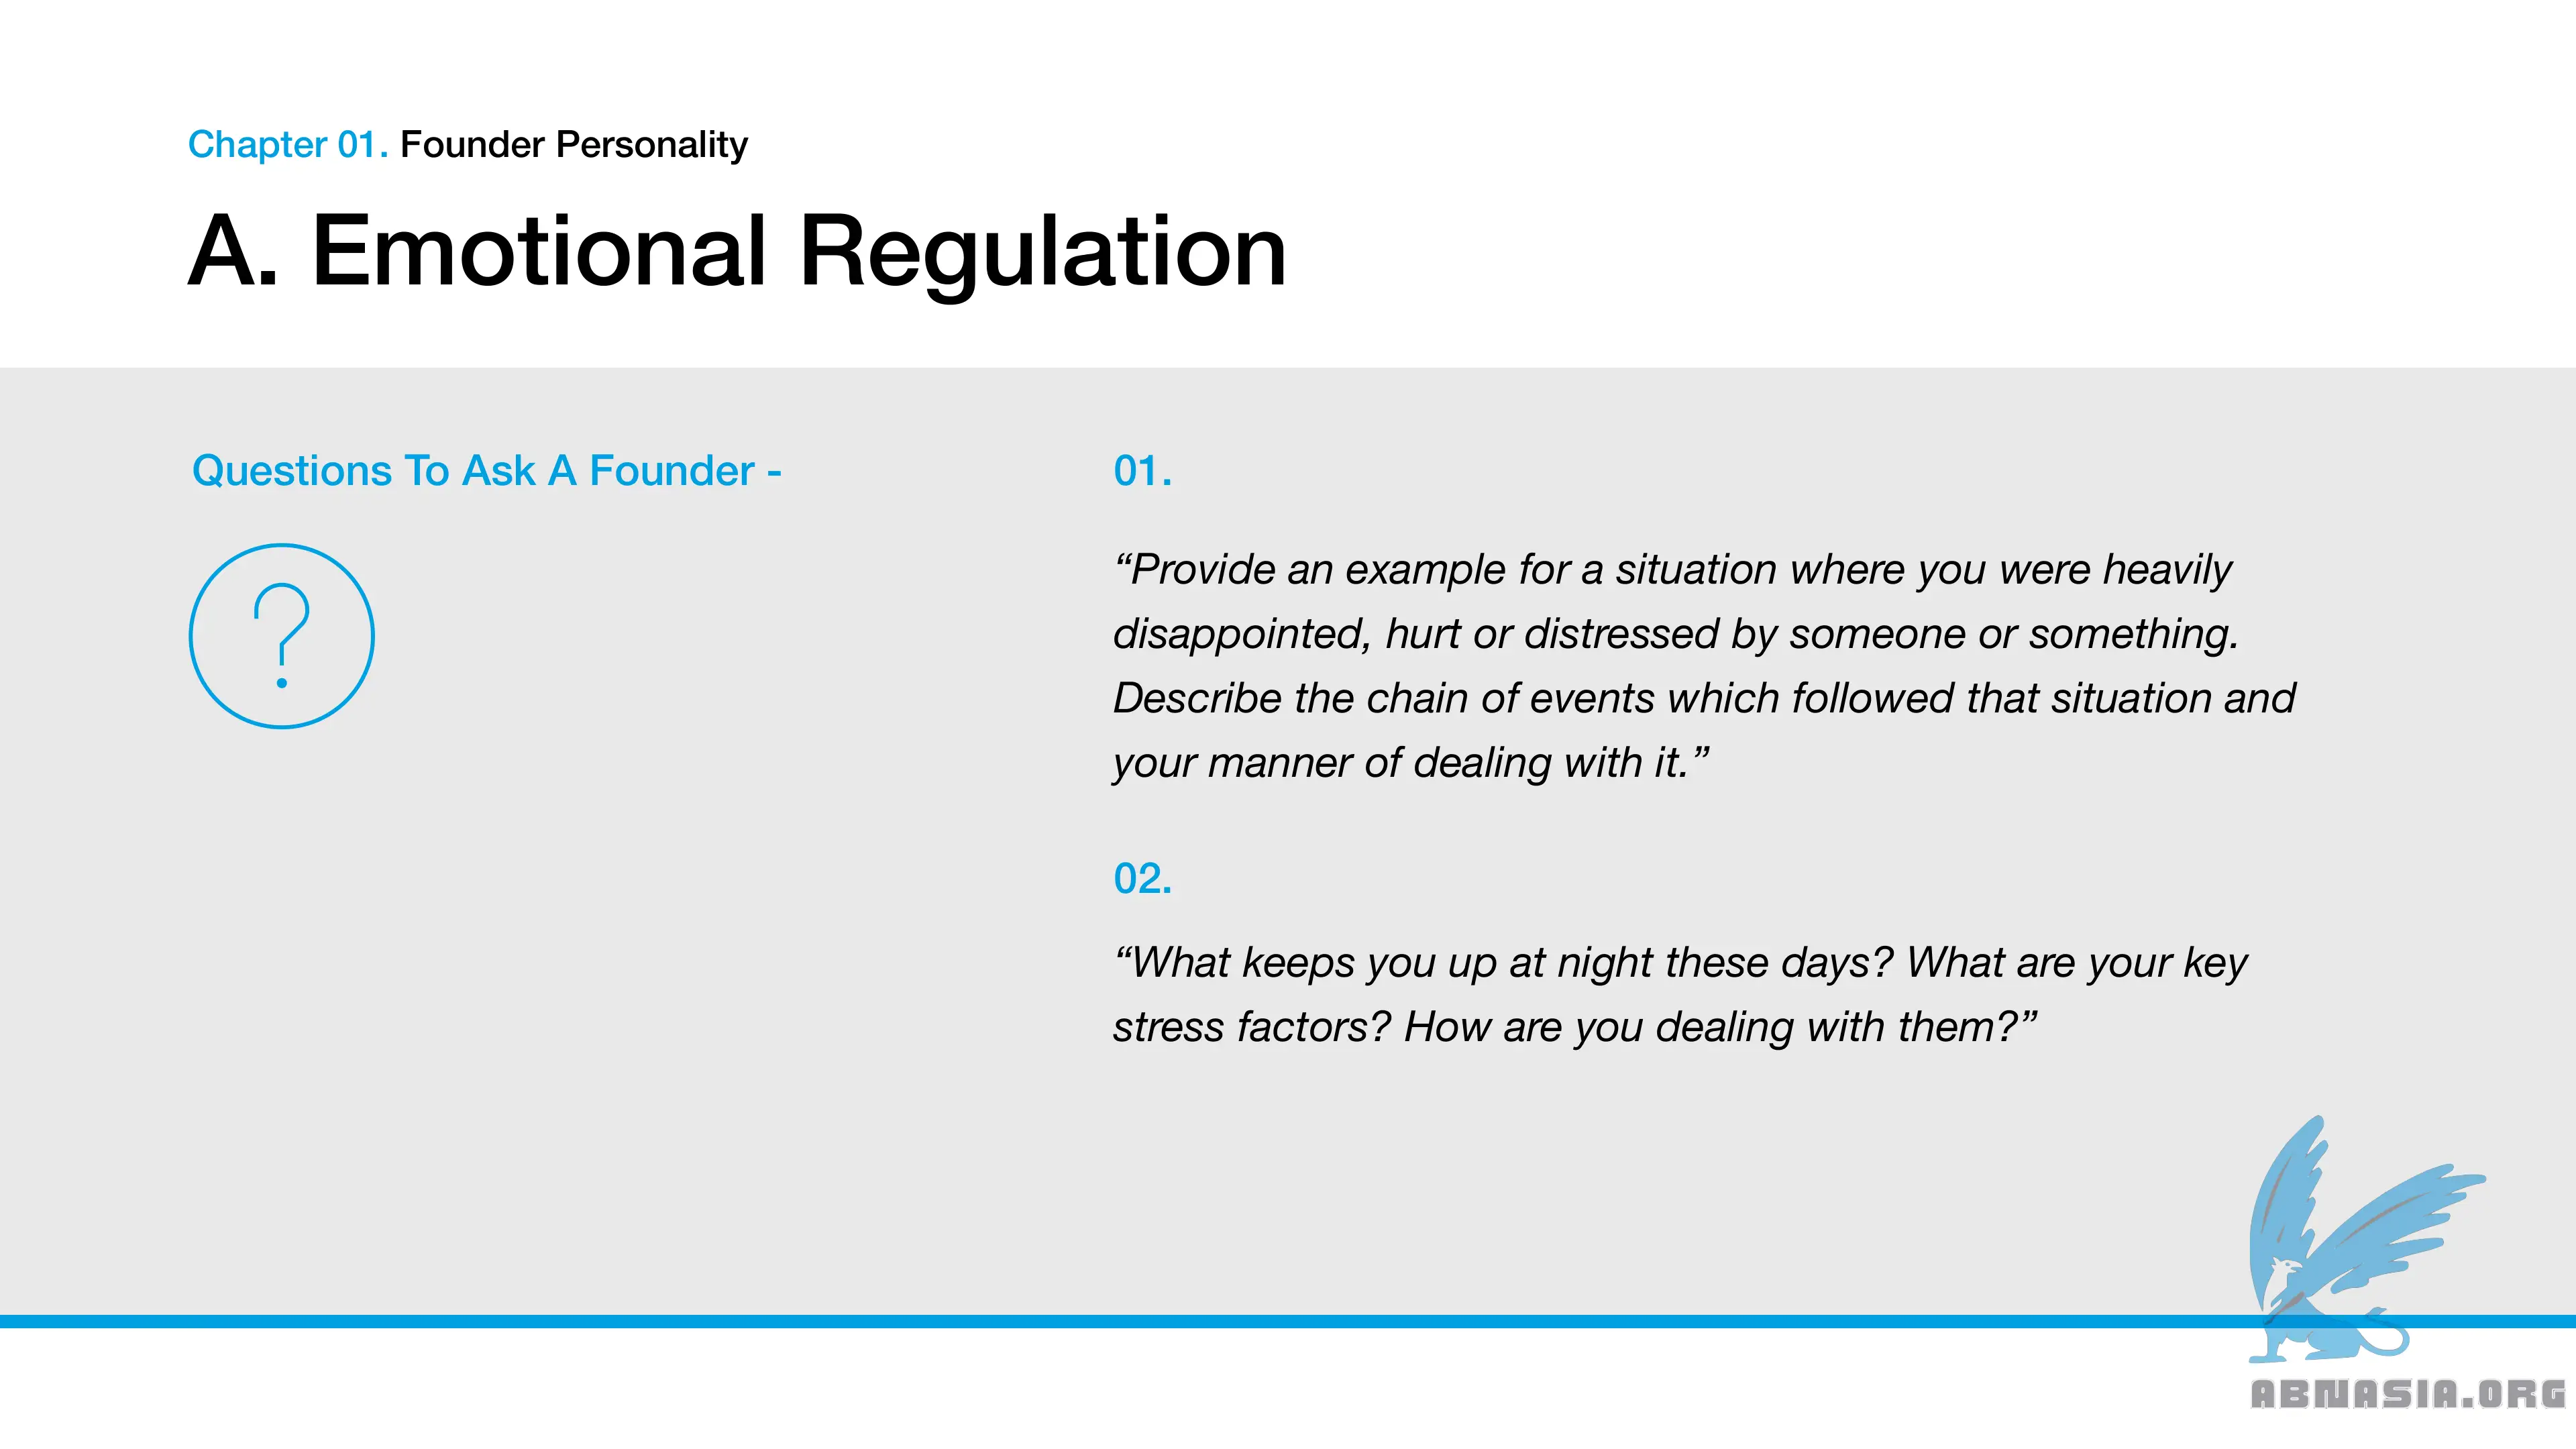 Chapter 01. Founder Personality
A. Emotional Regulation
Questions To Ask A Founder -
01.
“Provide an example for a situation where you were heavily
disappointed, hurt or distressed by someone or something.
Describe the chain of events which followed that situation and
your manner of dealing with it.”
02.
“What keeps you up at night these days? What are your key
stress factors? How are you dealing with them?”
ABNASIA.ORG